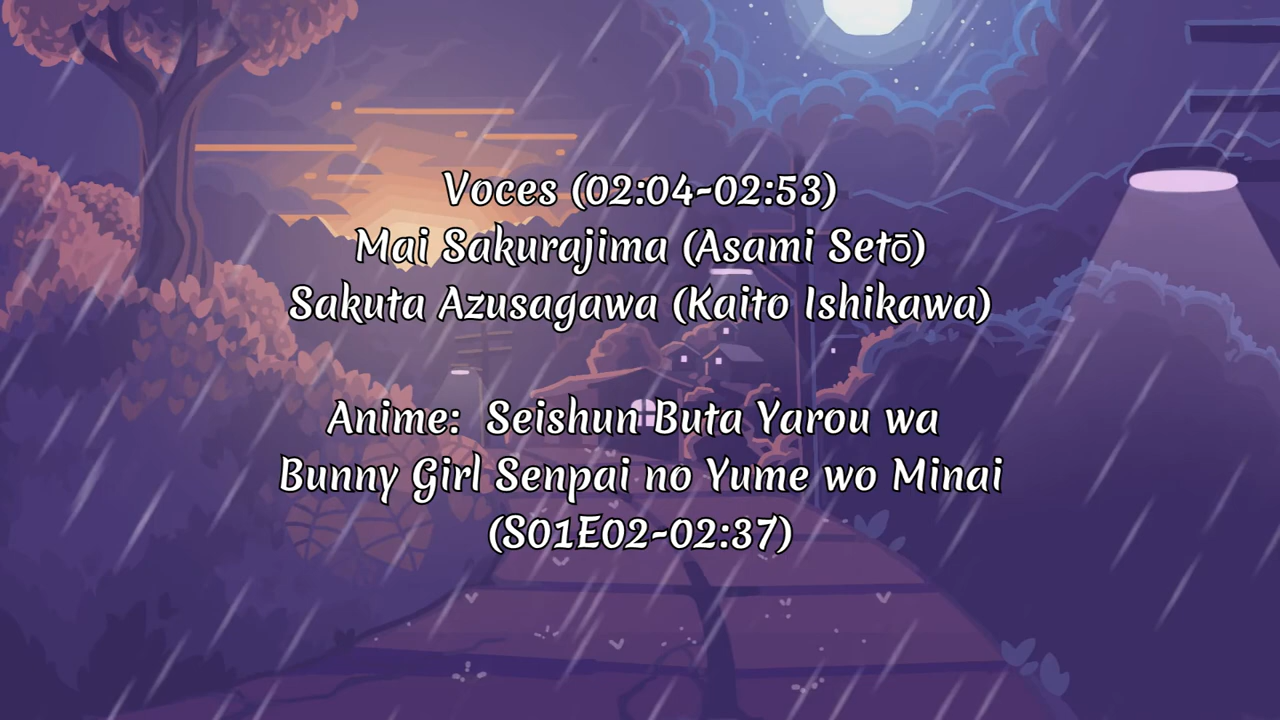 Voces (02:04-02:53)
Mai Sakurajima (Asami Setō)
Sakuta Azusagawa (Kaito Ishikawa)
Anime: Seishun Buta Yarou wa
Bunny Girl Senpai no Yume wo Minai
(S01E02-02:37)